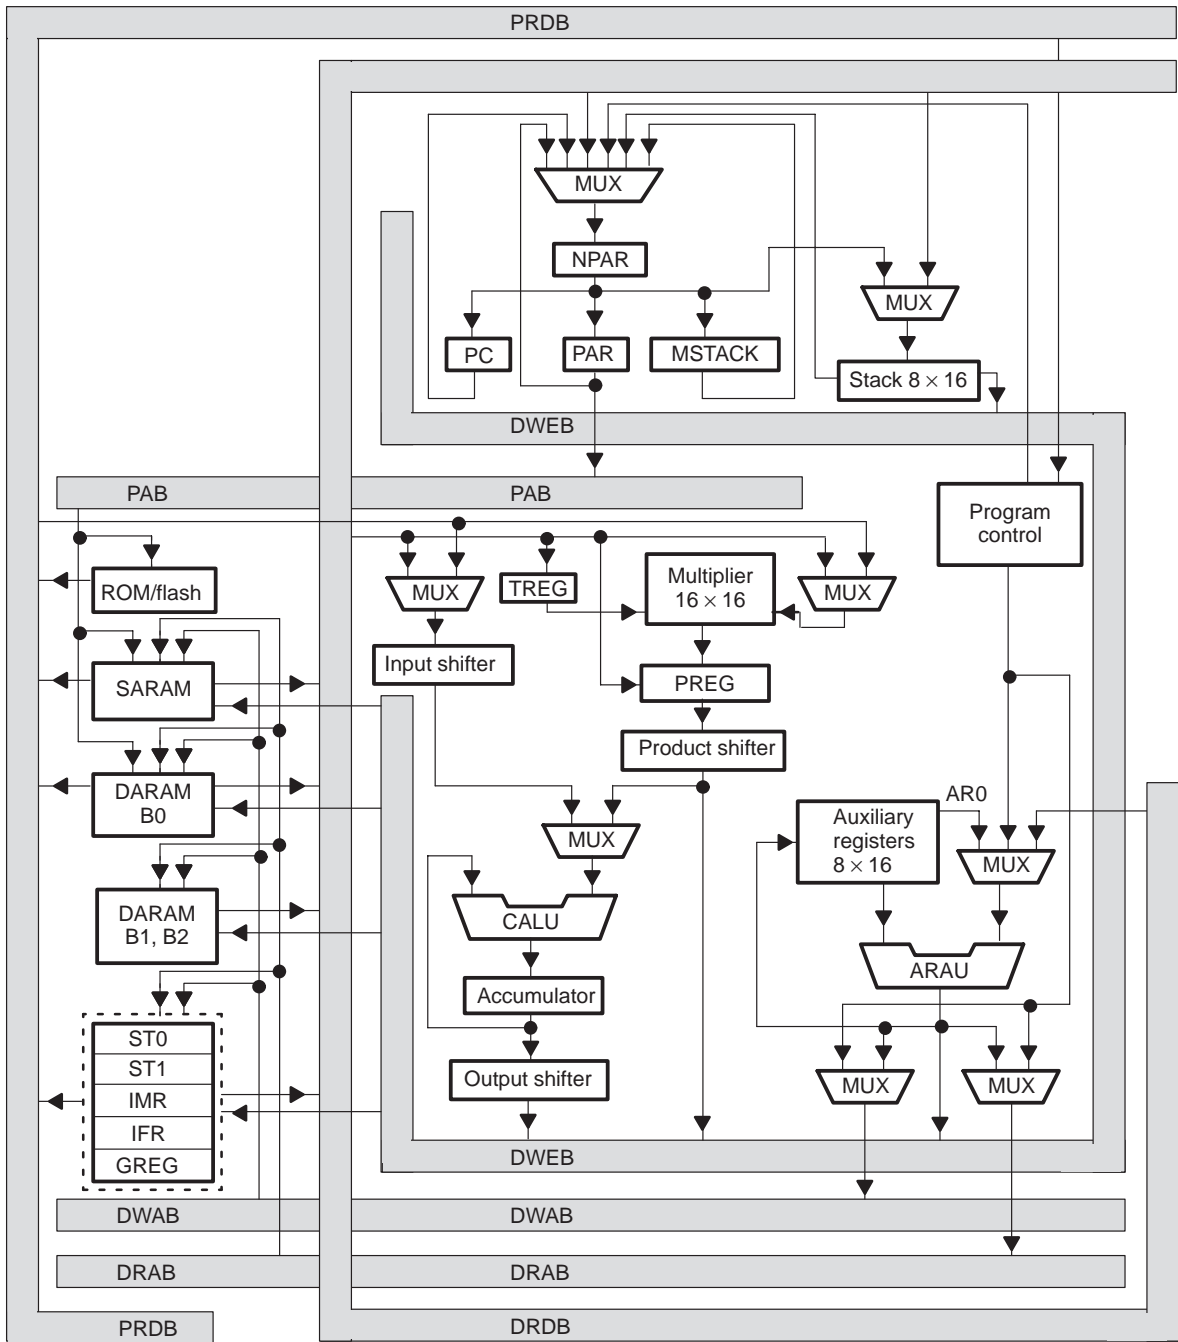 PRDB
MUX
NPAR
MUX
PC
PAR
MSTACK
Stack 8 × 16
DWEB
PAB
PAB
Program
control
ROM/flash
MUX
TREG
Multiplier
16 × 16
MUX
SARAM
Input shifter
PREG
Product shifter
DARAM
B0
AR0
Auxiliary
registers
8 × 16
MUX
MUX
DARAM
B1, B2
CALU
ARAU
Accumulator
ST0
ST1
IMR
IFR
GREG
Output shifter
MUX
MUX
DWEB
DWAB
DWAB
DRAB
DRAB
PRDB
DRDB